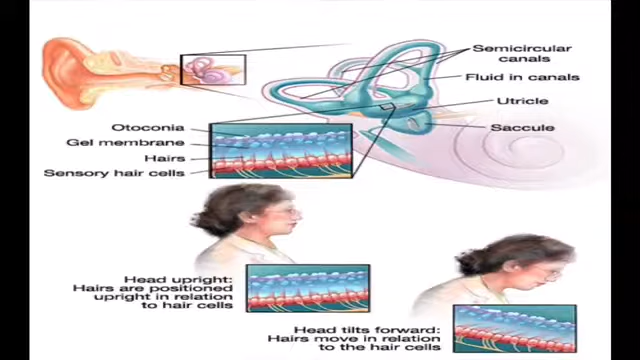 Semicircular
canals
Fluid in canals
Utricle
Saccule
Otoconia
Gel membrane
Hairs
Sensory hair cells
Head upright:
Hairs are positioned
upright in relation
to hair cells
Head tilts forward:
Hairs move in relation
to the hair cells